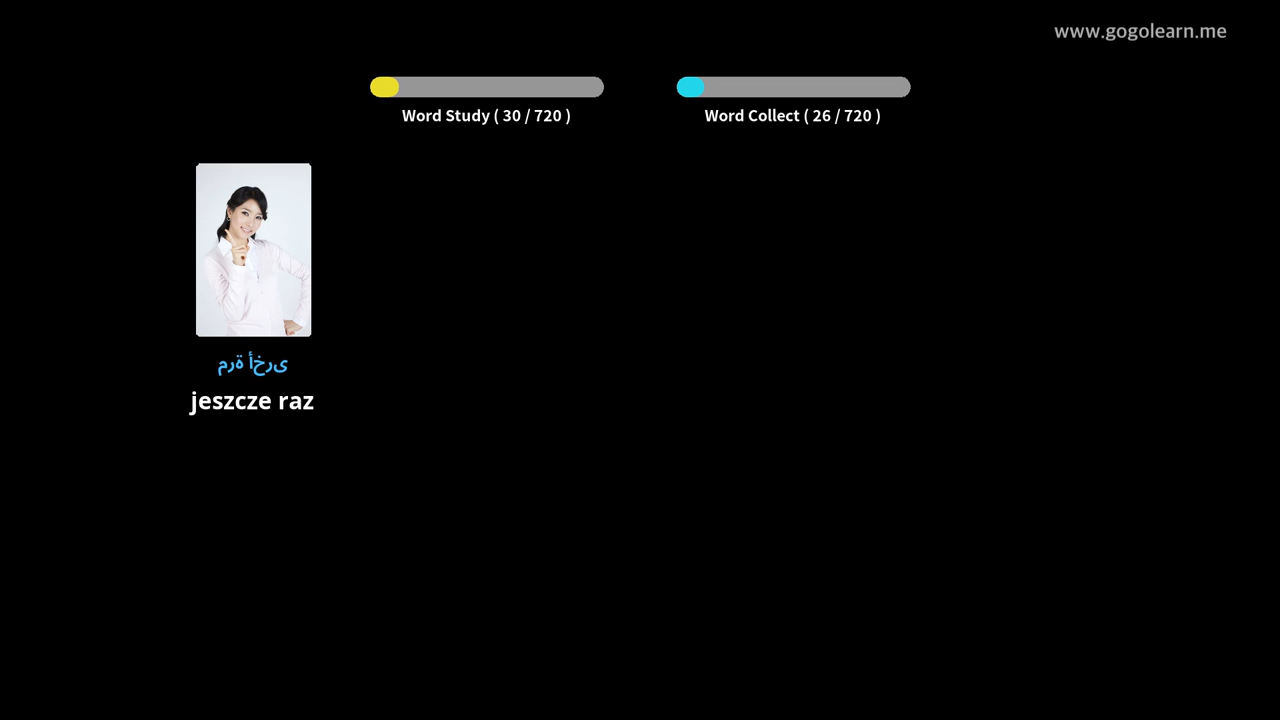 www.gogolearn.me
Word Study ( 30 / 720 )
Word Collect ( 26 / 720 )
مرة أخرى
jeszcze raz